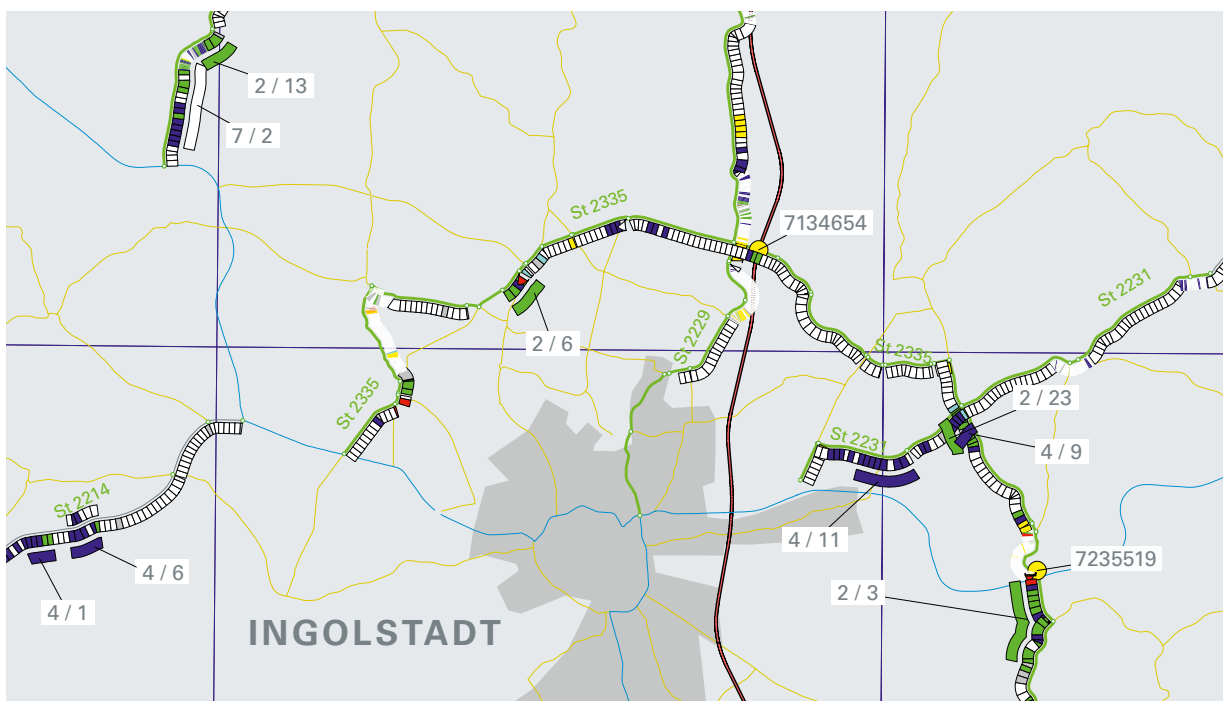 2 / 13
7 / 2
St 2335
7134654
St 2231
2 / 6
St 2229
St 2335
St 2335
2 / 23
St 2231
4 / 9
St 2214
4 / 11
4 / 6
7235519
4 / 1
2 / 3
INGOLSTADT